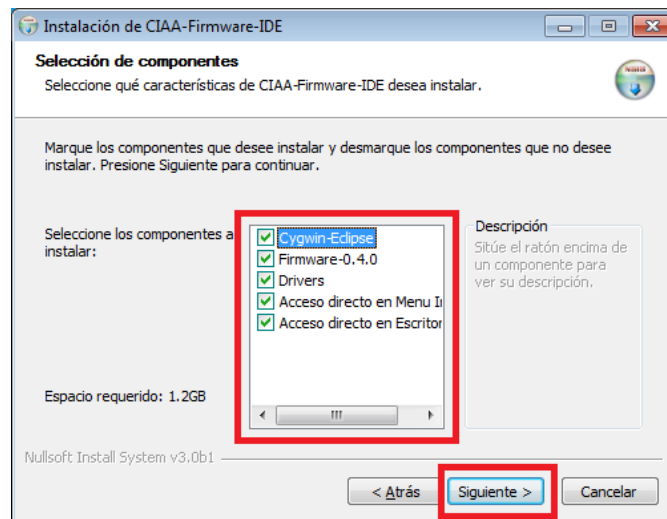 Instalación de CIAA-Firmware-IDE
Selección de componentes
Seleccione qué características de CIAA-Firmware-IDE desea instalar.
Marque los componentes que desee instalar y desmarque los componentes que no desee
instalar. Presione Siguiente para continuar.
Seleccione los componentes a
instalar:
Cygwin-Eclipse
Firmware-0.4.0
Drivers
Acceso directo en Menu
Acceso directo en Escritor
Descripción
Sitúe el ratón encima de
un componente para
ver su descripción.
Espacio requerido: 1.2GB
Nullsoft Install System v3.0b1
< Atrás
Siguiente >
Cancelar